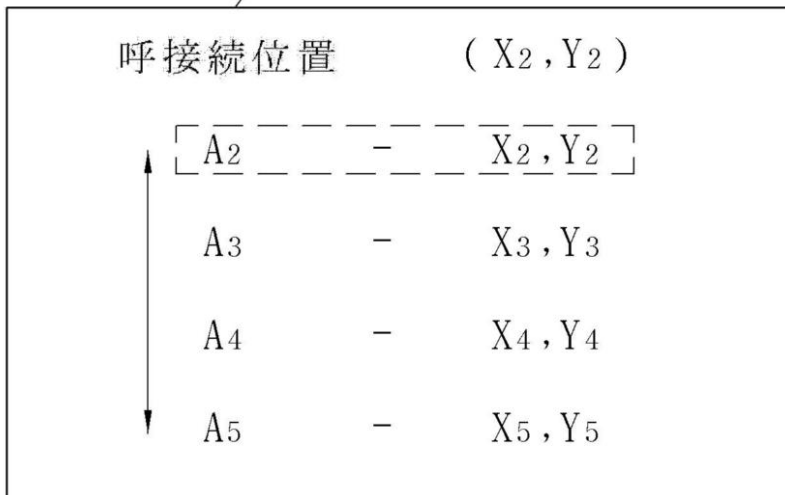 呼接続位置 (X2,Y2)
A2 - X2,Y2
A3 - X3,Y3
A4 - X4,Y4
A5 - X5,Y5